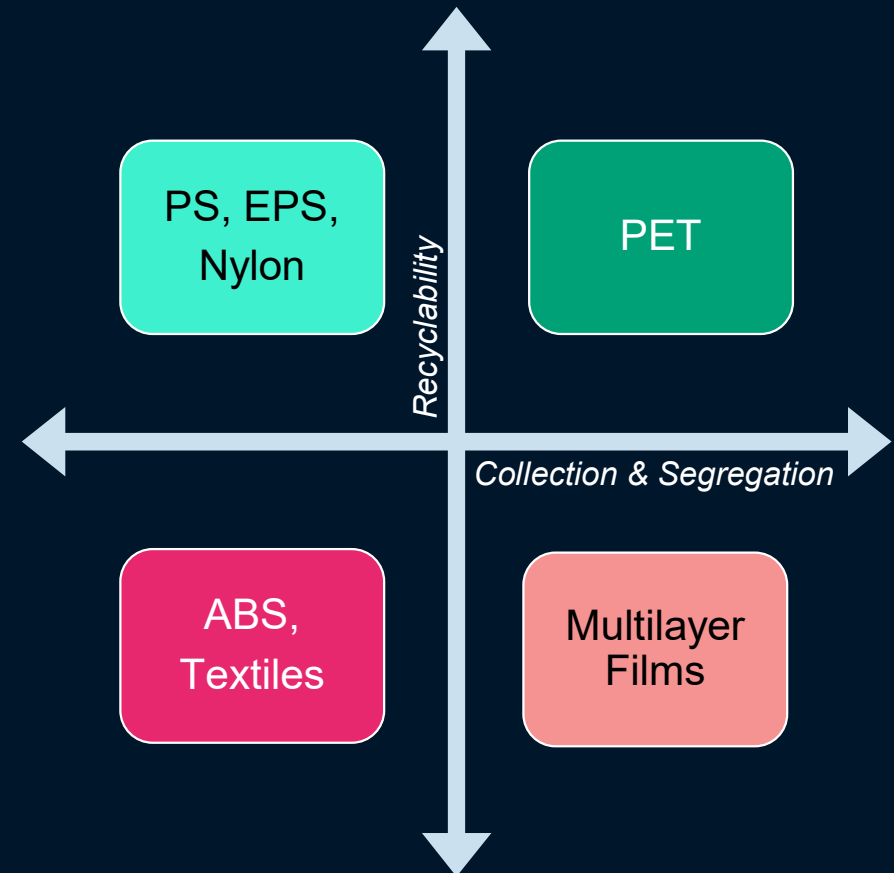 PS, EPS,
Nylon
PET
Recyclability
Collection & Segregation
ABS,
Textiles
Multilayer
Films